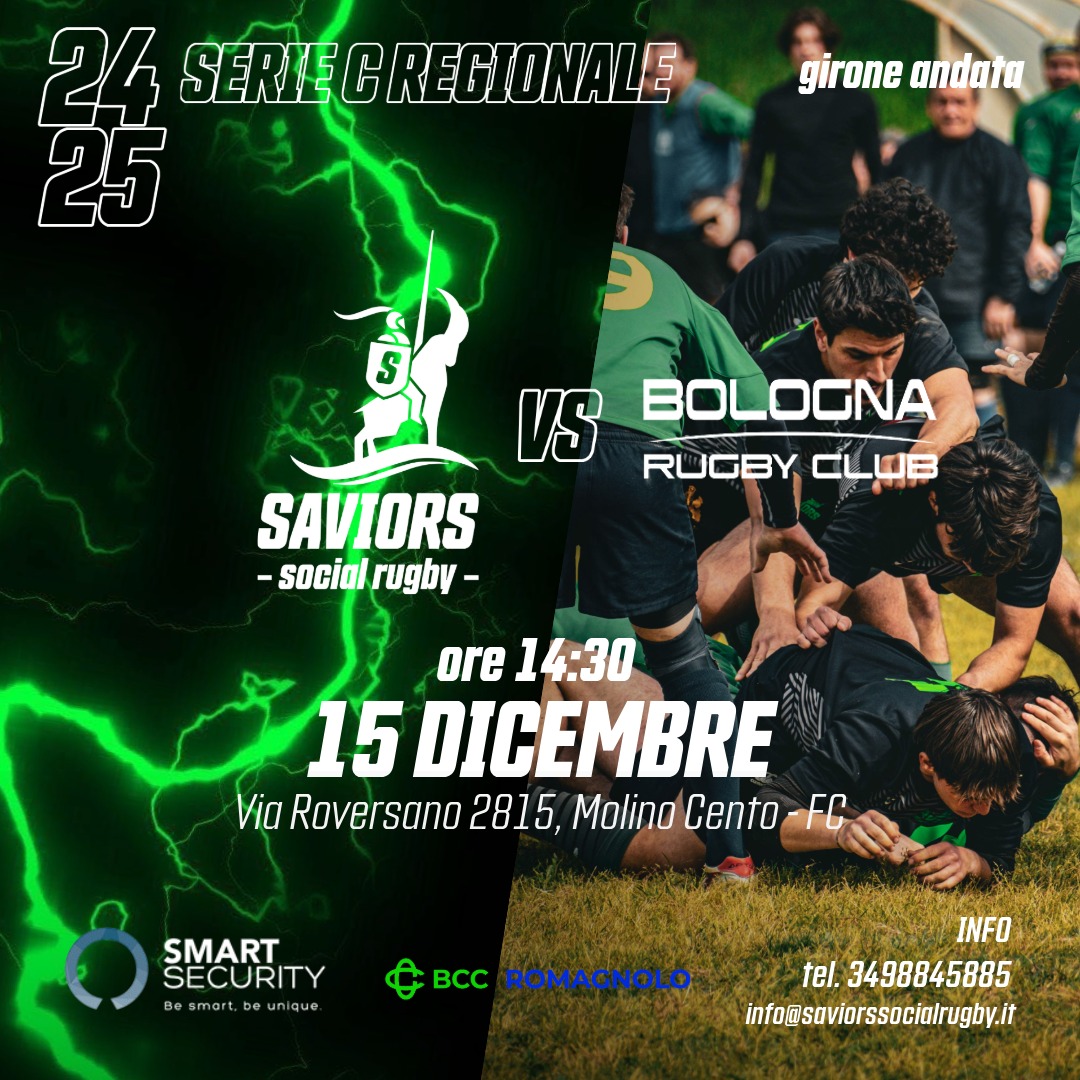 24
25
SERIE C REGIONALE
girone andata
S
SAVIORS
- social rugby -
VS
BOLOGNA
RUGBY CLUB
ore 14:30
15 DICEMBRE
Via Roversano 2815, Molino Cento - FC
SMART
SECURITY
Be smart, be unique.
BCC ROMAGNOLO
INFO
tel. 3498845885
info@saviorssocialrugby.it